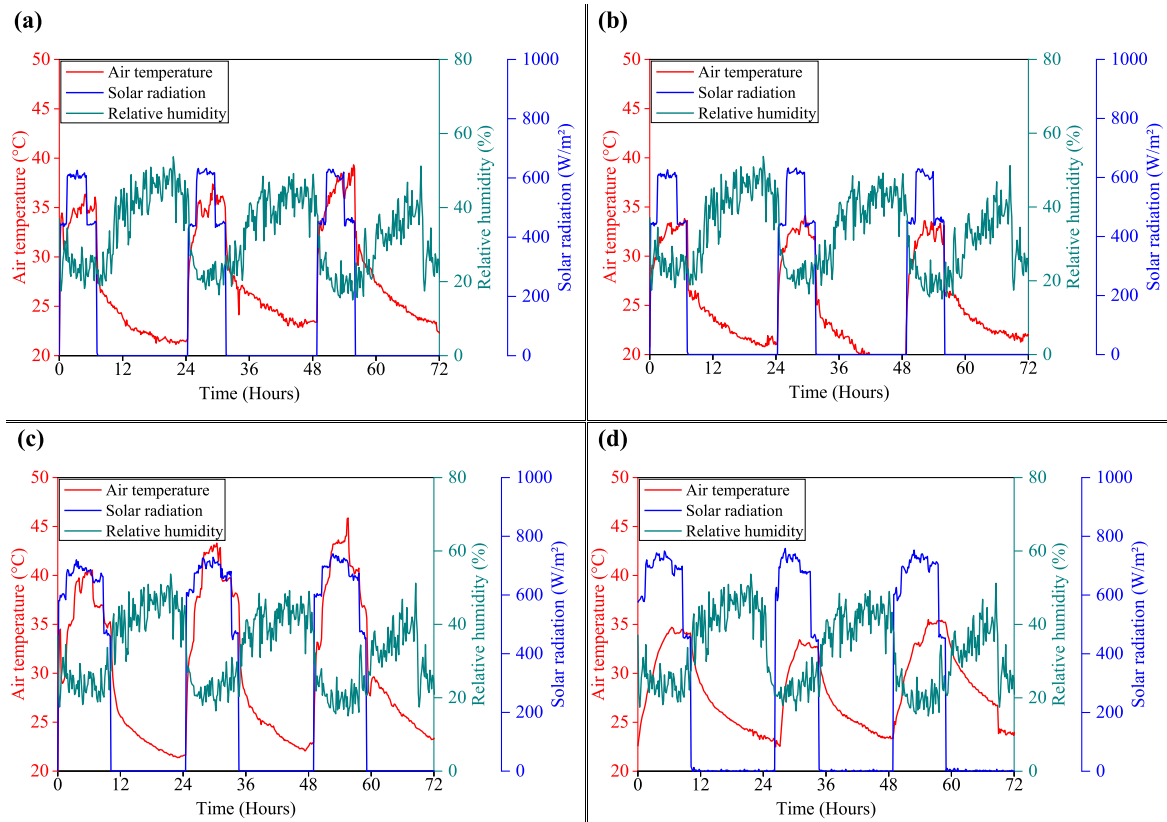 (a)
50
45
40
35
30
25
20
Air temperature (°C)
Air temperature
Solar radiation
Relative humidity
80
60
40
20
0
Relative humidity (%)
1000
800
600
400
200
0
Solar radiation (W/m²)
0 12 24 36 48 60 72
Time (Hours)
(b)
50
45
40
35
30
25
20
Air temperature (°C)
Air temperature
Solar radiation
Relative humidity
80
60
40
20
0
Relative humidity (%)
1000
800
600
400
200
0
Solar radiation (W/m²)
0 12 24 36 48 60 72
Time (Hours)
(c)
50
45
40
35
30
25
20
Air temperature (°C)
Air temperature
Solar radiation
Relative humidity
80
60
40
20
0
Relative humidity (%)
1000
800
600
400
200
0
Solar radiation (W/m²)
0 12 24 36 48 60 72
Time (Hours)
(d)
50
45
40
35
30
25
20
Air temperature (°C)
Air temperature
Solar radiation
Relative humidity
80
60
40
20
0
Relative humidity (%)
1000
800
600
400
200
0
Solar radiation (W/m²)
0 12 24 36 48 60 72
Time (Hours)